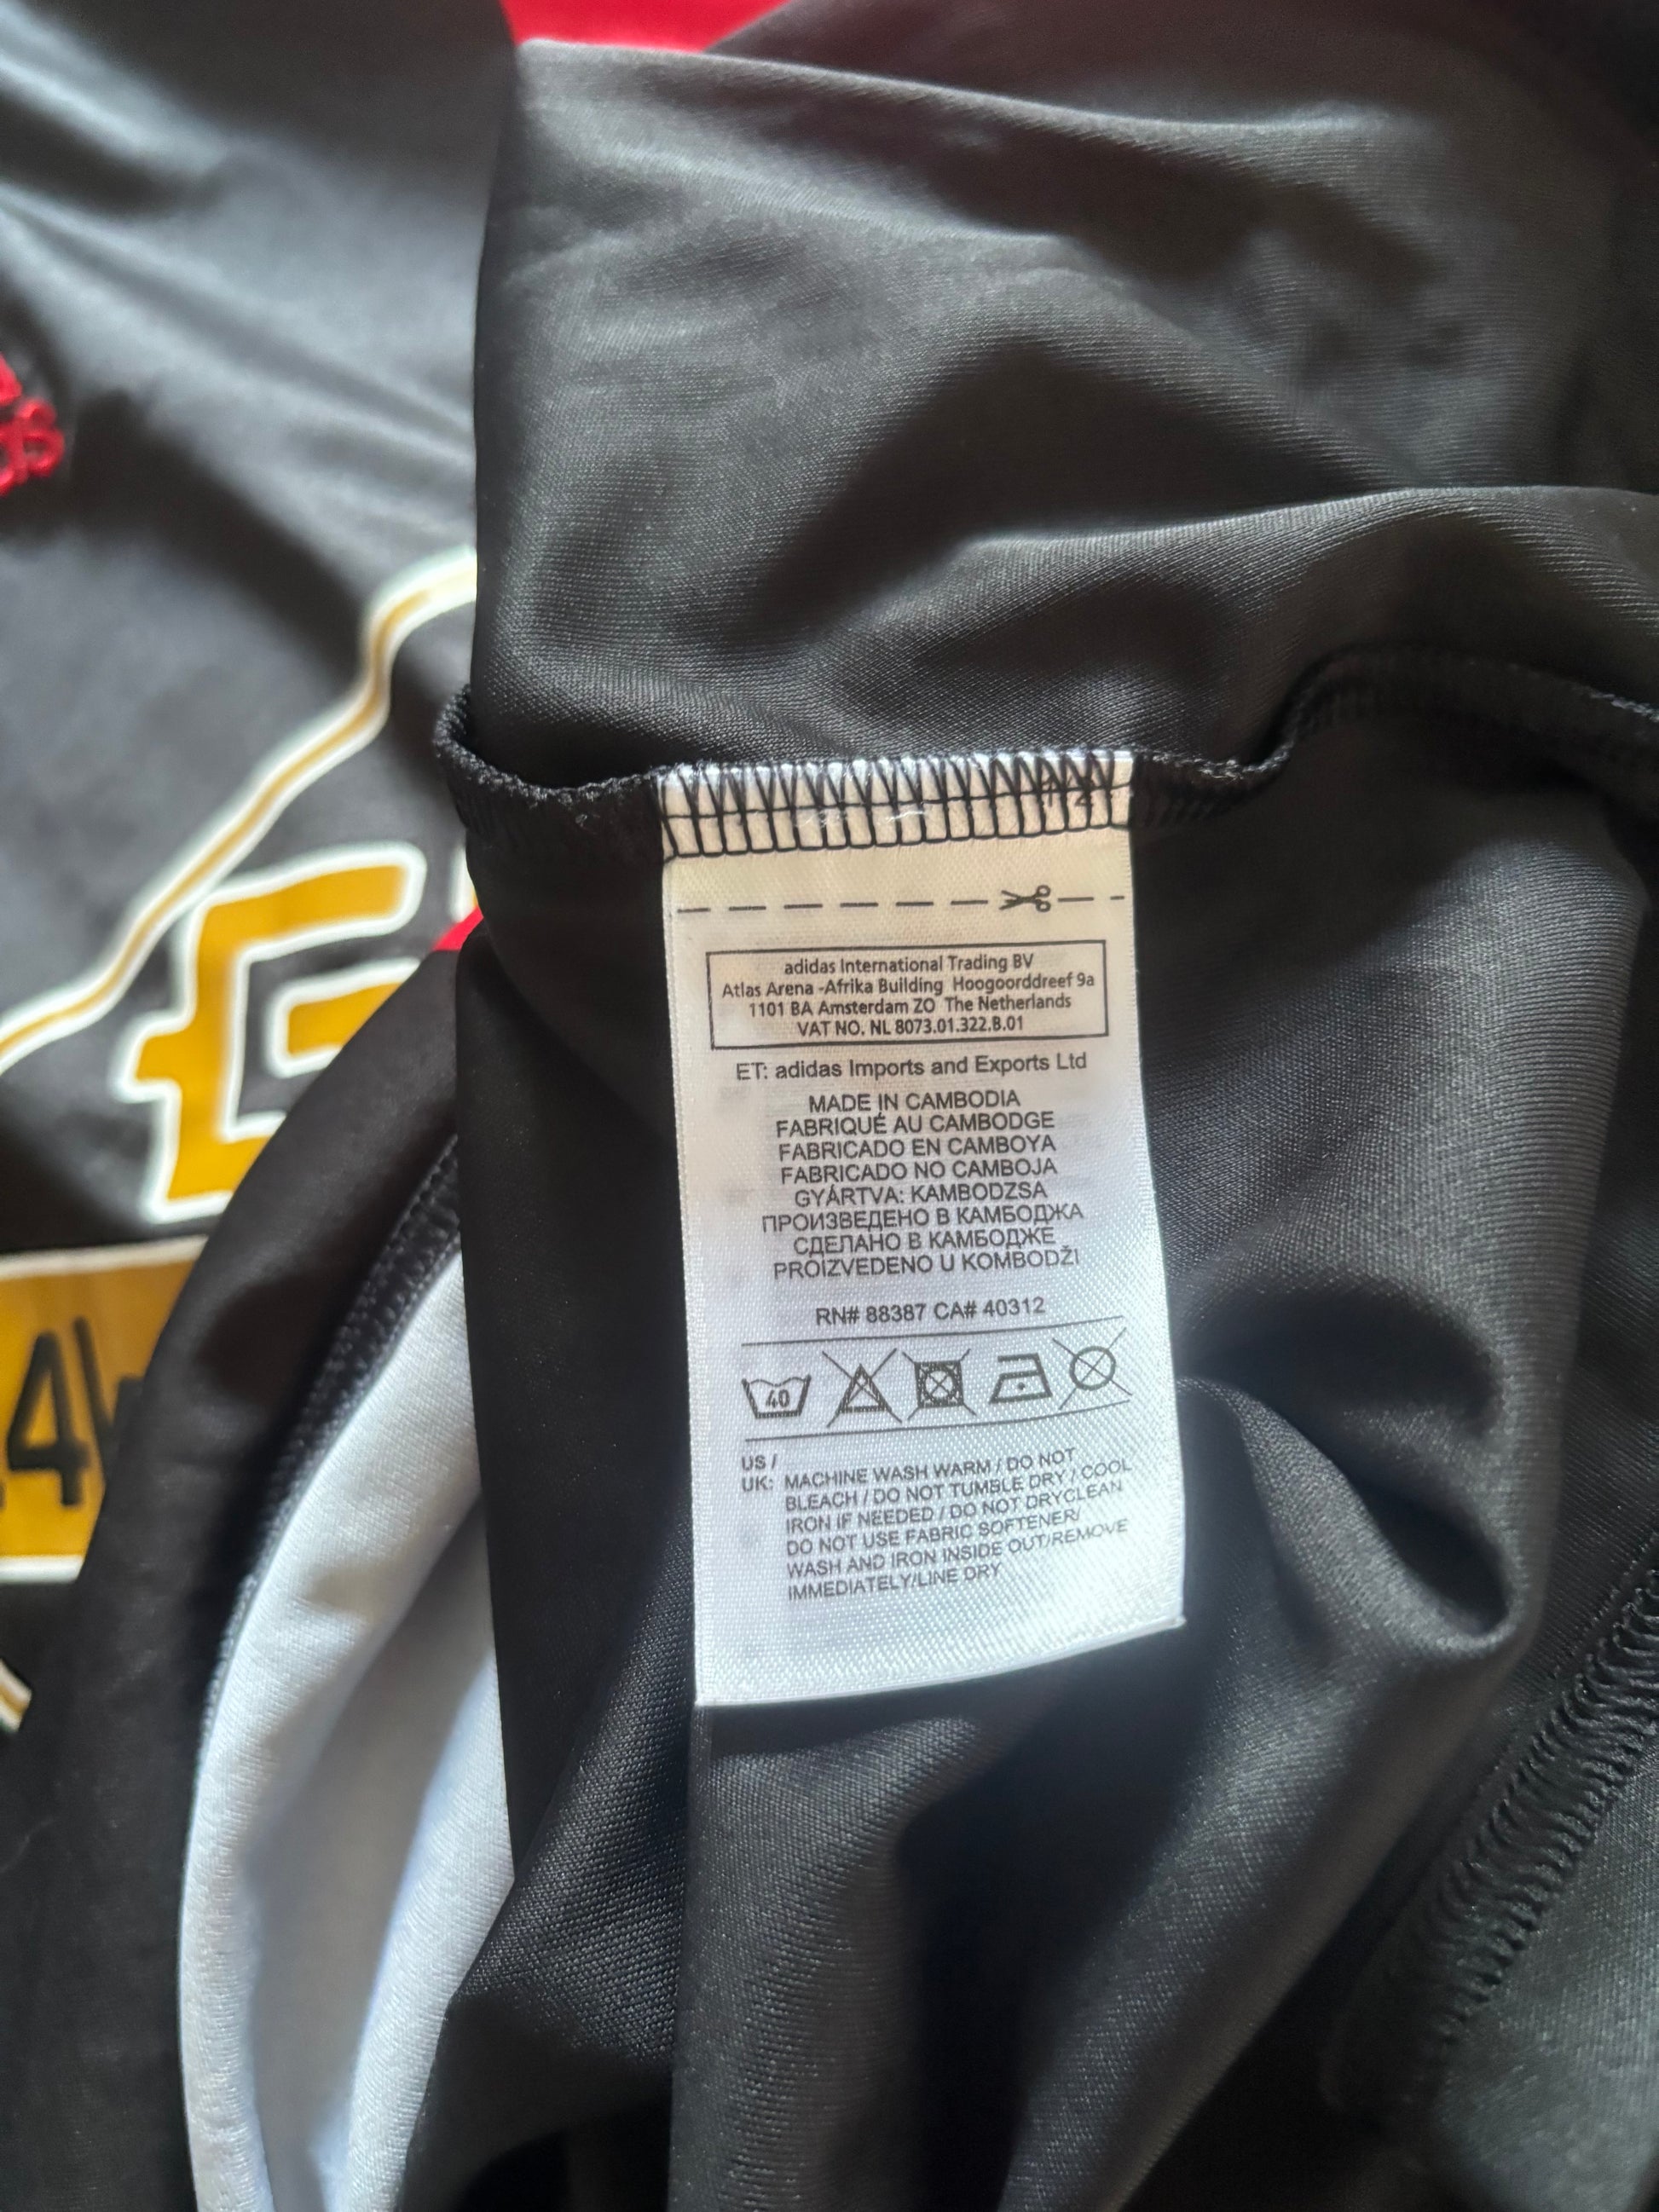 adidas International Trading BV
Atlas Arena -Afrika Building Hoogoorddreef 9a
1101 BA Amsterdam ZO The Netherlands
VAT NO. NL 8073.01.322.B.01
ET: adidas Imports and Exports Ltd
MADE IN CAMBODIA
FABRIQUÉ AU CAMBODGE
FABRICADO EN CAMBOYA
FABRICADO NO CAMBOJA
GYÁRTVA: KAMBODZSA
ПРОИЗВЕДЕНО В КАМБОДЖА
СДЕЛАНО В КАМБОДЖЕ
PROIZVEDENO U KOMBODŽI
RN# 88387 CA# 40312
40
US /
UK: MACHINE WASH WARM / DO NOT
BLEACH / DO NOT TUMBLE DRY / COOL
IRON IF NEEDED / DO NOT DRYCLEAN
DO NOT USE FABRIC SOFTENER/
WASH AND IRON INSIDE OUT/REMOVE
IMMEDIATELY/LINE DRY